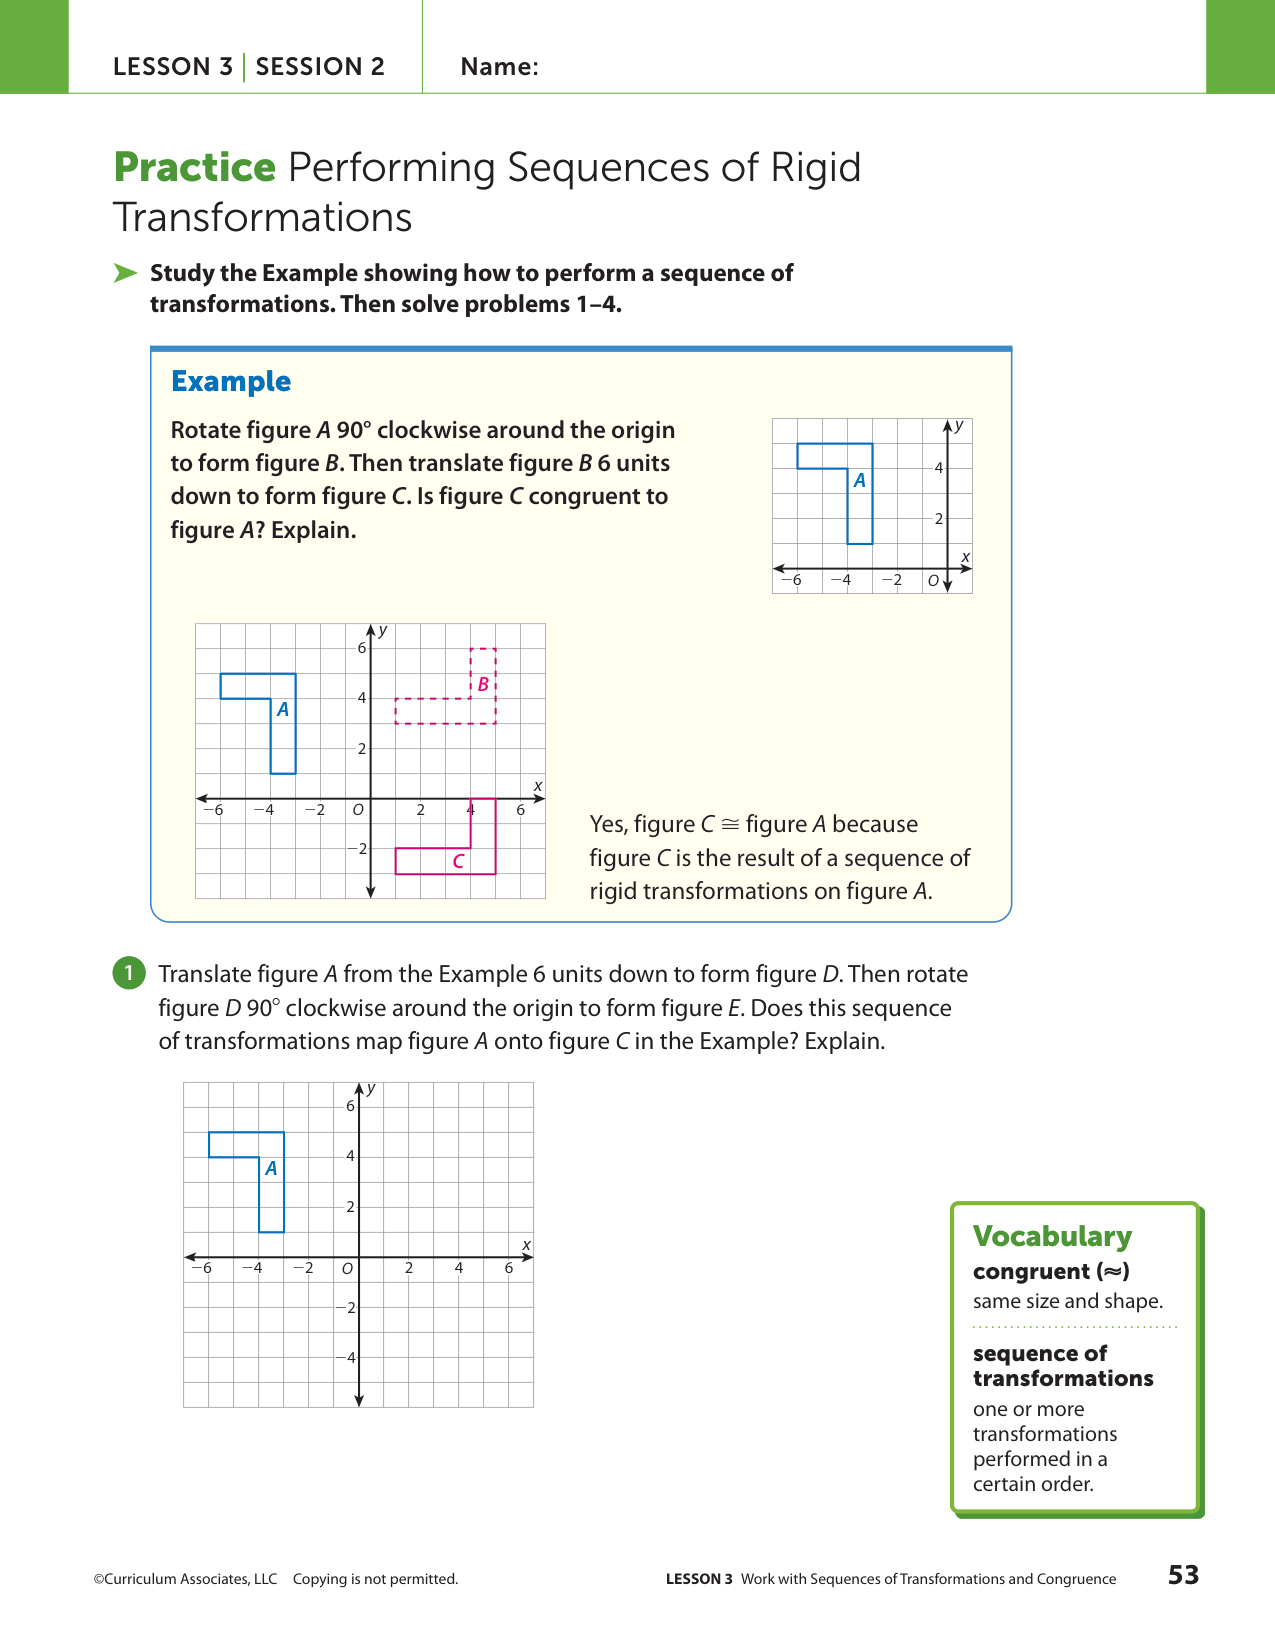 LESSON 3 | SESSION 2
Name:
Practice Performing Sequences of Rigid
Transformations
➤ Study the Example showing how to perform a sequence of
transformations. Then solve problems 1–4.
Example
Rotate figure A 90° clockwise around the origin
to form figure B. Then translate figure B 6 units
down to form figure C. Is figure C congruent to
figure A? Explain.
y
4
A
2
x
−6 −4 −2 O
y
6
B
4
A
2
x
−6 −4 −2 O 2 4 6
−2
C
Yes, figure C ≅ figure A because
figure C is the result of a sequence of
rigid transformations on figure A.
1 Translate figure A from the Example 6 units down to form figure D. Then rotate
figure D 90° clockwise around the origin to form figure E. Does this sequence
of transformations map figure A onto figure C in the Example? Explain.
y
6
4
A
2
x
−6 −4 −2 O 2 4 6
−2
−4
Vocabulary
congruent (≈)
same size and shape.
sequence of
transformations
one or more
transformations
performed in a
certain order.
©Curriculum Associates, LLC Copying is not permitted.
LESSON 3 Work with Sequences of Transformations and Congruence 53